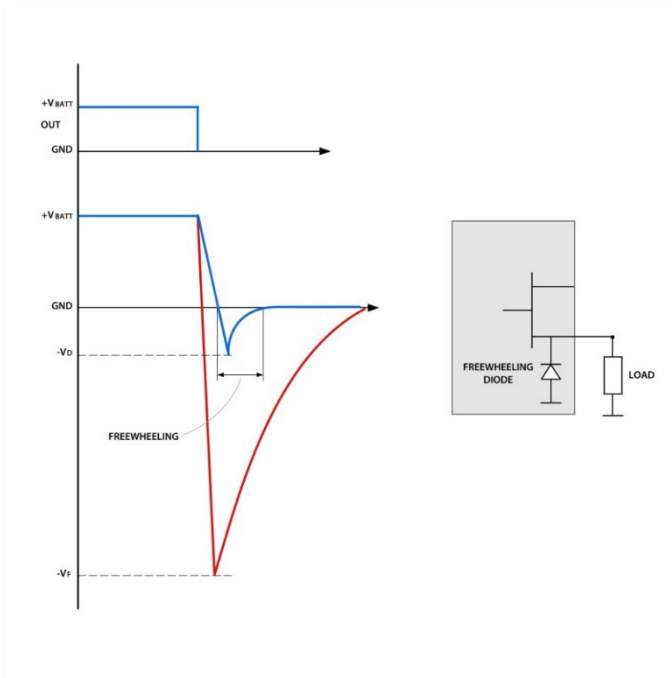 +VBATT
OUT
GND
+VBATT
GND
-VD
FREEWHEELING
-VF
FREEWHEELING
DIODE
LOAD